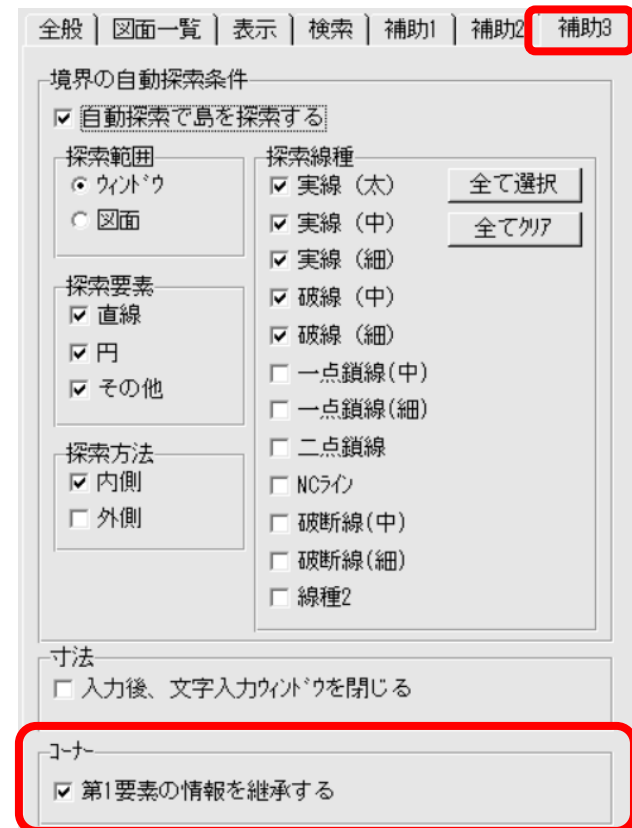 全般 図面一覧 表示 検索 補助1 補助2 補助3
境界の自動探索条件
自動探索で島を探索する
探索範囲
ウィンドウ
図面
探索要素
直線
円
その他
探索方法
内側
外側
探索線種
実線（太） 全て選択
実線（中） 全てクリア
実線（細）
破線（中）
破線（細）
一点鎖線(中)
一点鎖線(細)
二点鎖線
NCライン
破断線(中)
破断線(細)
線種2
寸法
入力後、文字入力ウィンドウを閉じる
コーナー
第1要素の情報を継承する